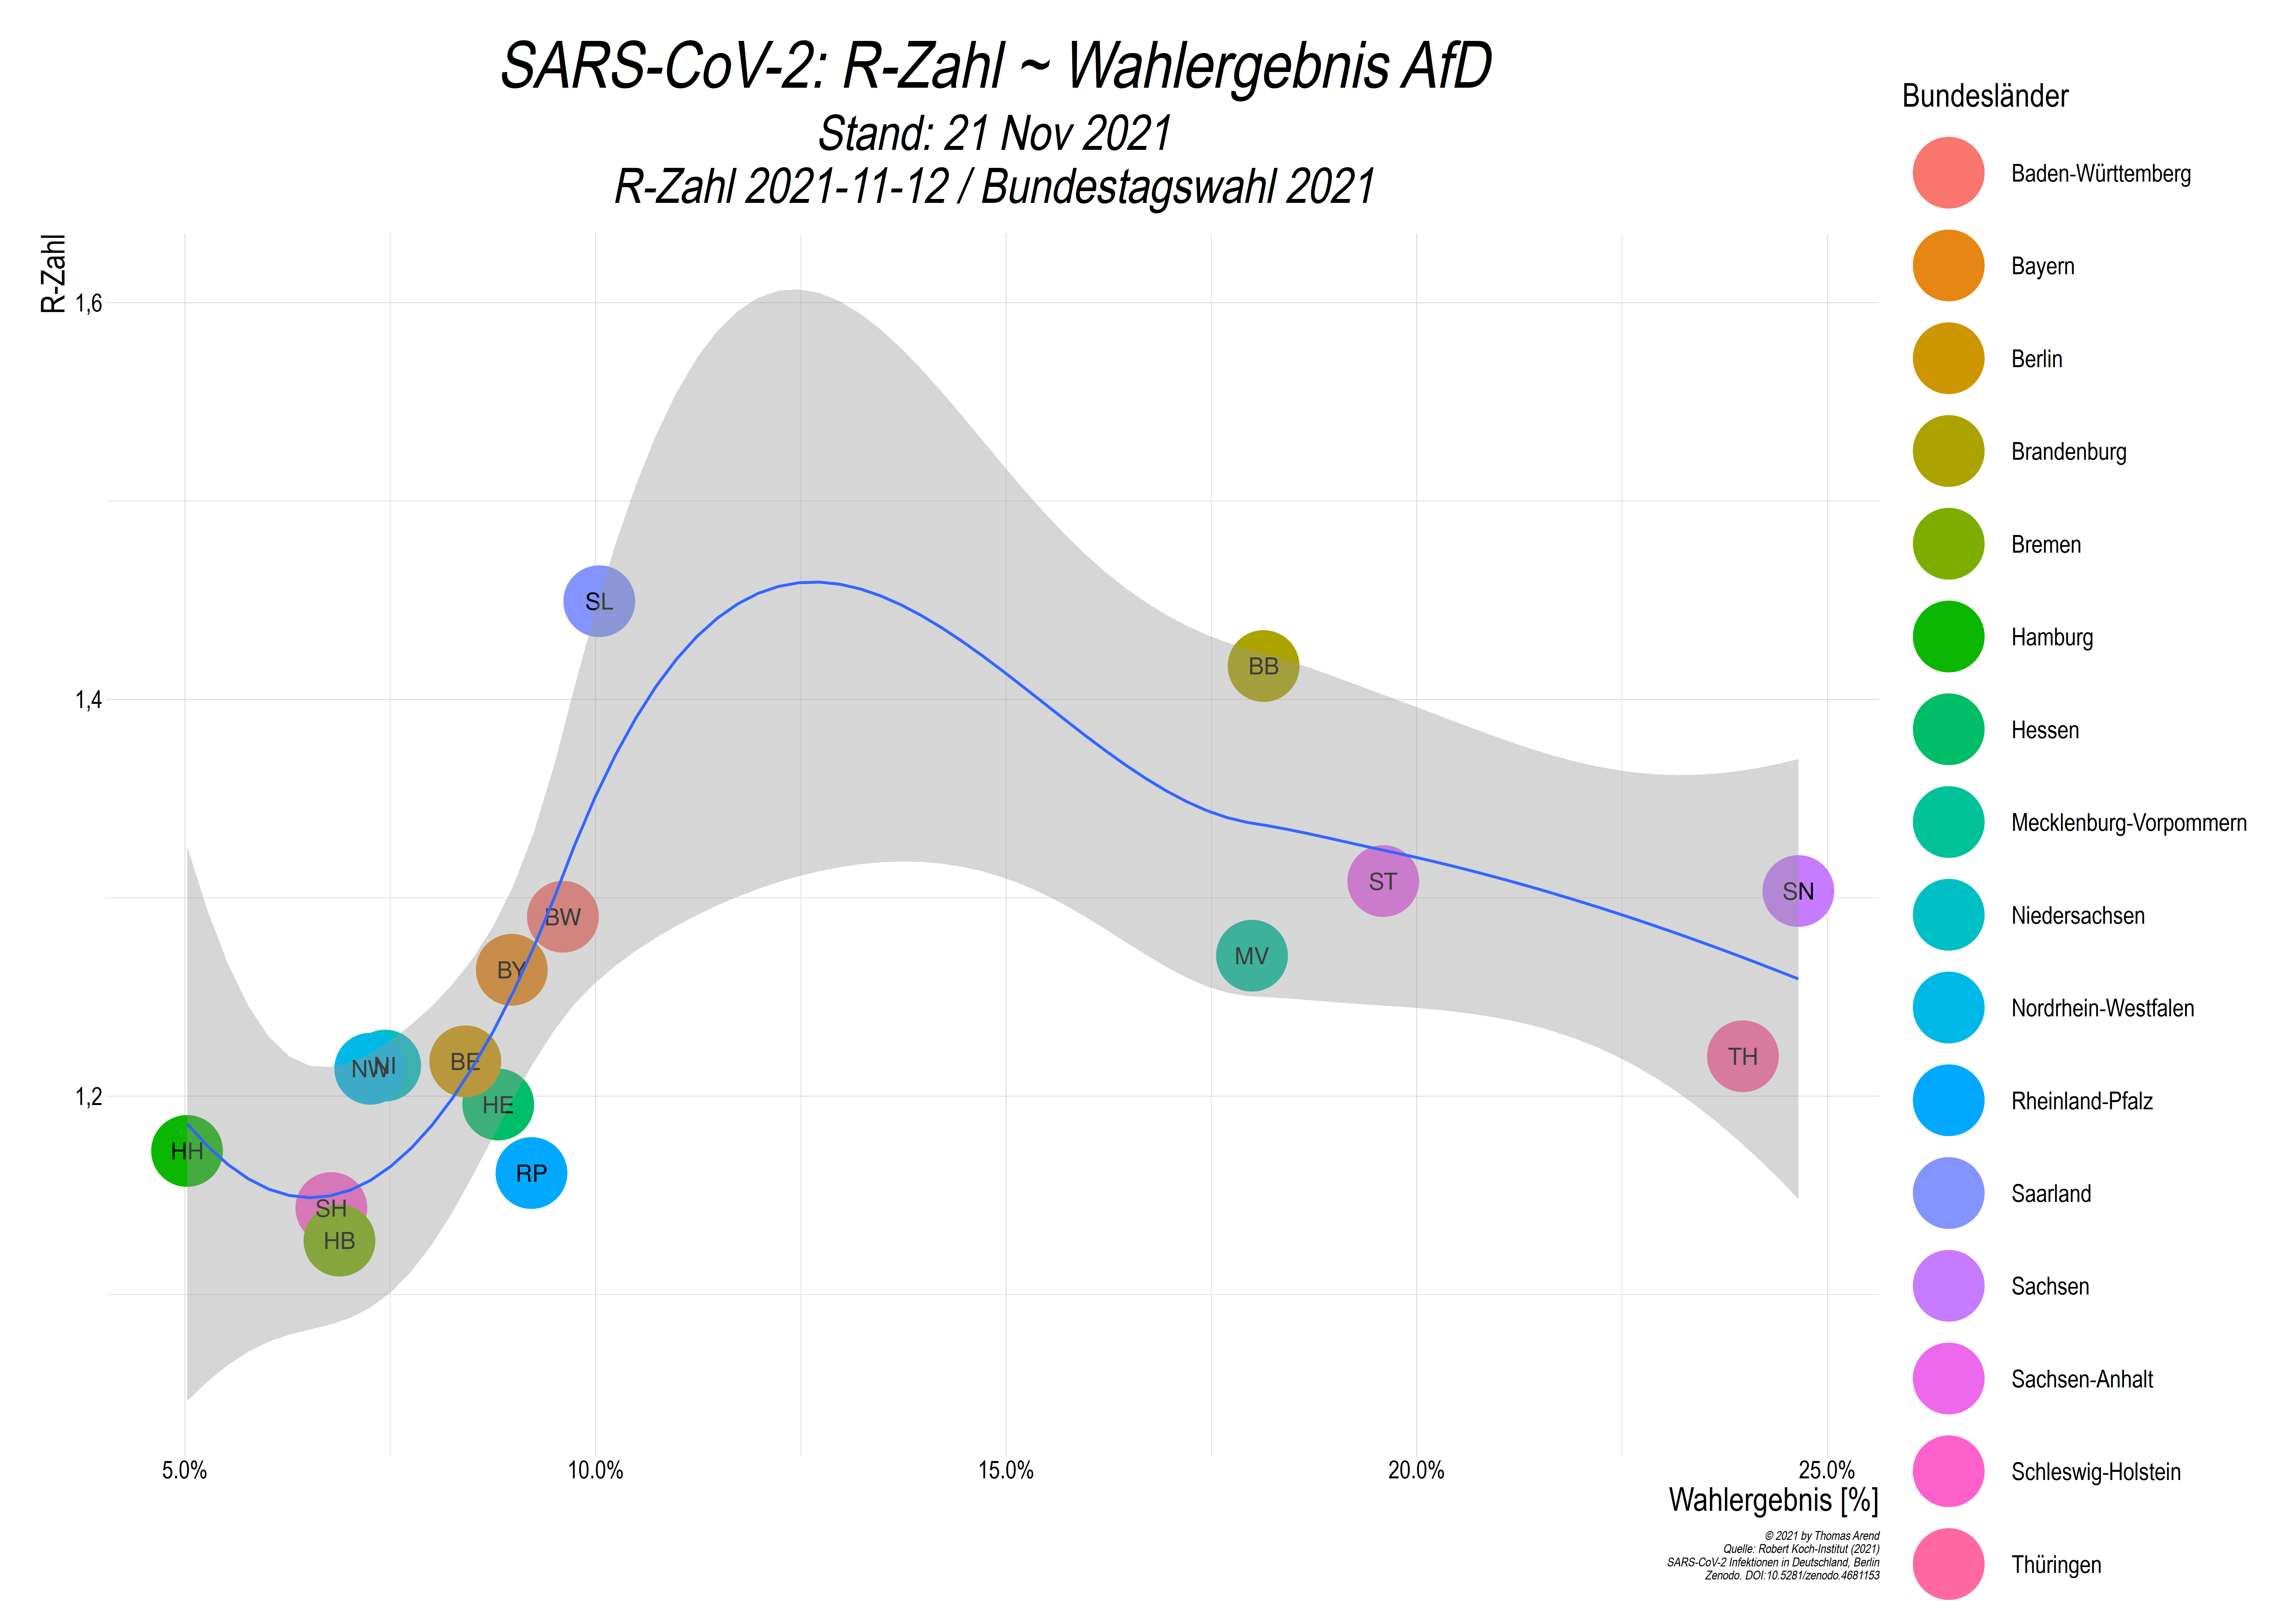 SARS-CoV-2: R-Zahl ~ Wahlergebnis AfD
Stand: 21 Nov 2021
R-Zahl 2021-11-12 / Bundestagswahl 2021
R-Zahl
1,6
1,4
1,2
SL
BB
BW
ST
SN
BY
MV
NW
NI
BE
TH
HE
HH
RP
SH
HB
5.0%
10.0%
15.0%
20.0%
25.0%
Wahlergebnis [%]
© 2021 by Thomas Arend
Quelle: Robert Koch-Institut (2021)
SARS-CoV-2 Infektionen in Deutschland, Berlin
Zenodo. DOI:10.5281/zenodo.4681153
Bundesländer
Baden-Württemberg
Bayern
Berlin
Brandenburg
Bremen
Hamburg
Hessen
Mecklenburg-Vorpommern
Niedersachsen
Nordrhein-Westfalen
Rheinland-Pfalz
Saarland
Sachsen
Sachsen-Anhalt
Schleswig-Holstein
Thüringen